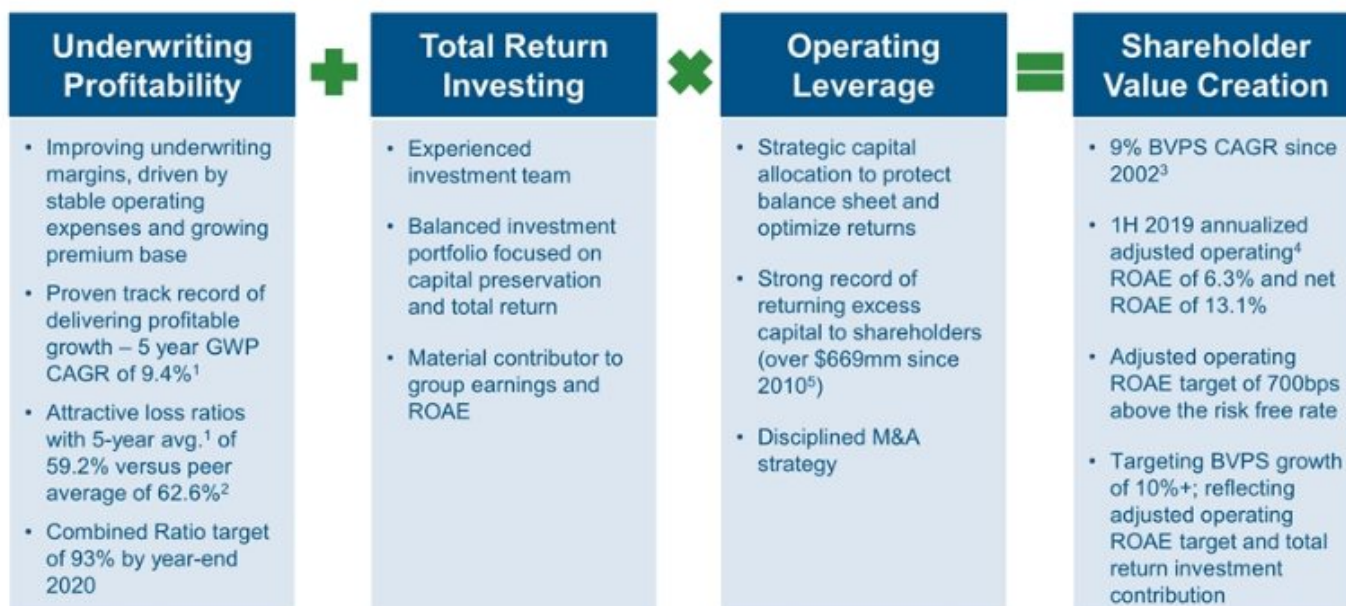 Underwriting
Profitability
• Improving underwriting
margins, driven by
stable operating
expenses and growing
premium base
• Proven track record of
delivering profitable
growth – 5 year GWP
CAGR of 9.4%¹
• Attractive loss ratios
with 5-year avg.¹ of
59.2% versus peer
average of 62.6%²
• Combined Ratio target
of 93% by year-end
2020
+
Total Return
Investing
• Experienced
investment team
• Balanced investment
portfolio focused on
capital preservation
and total return
• Material contributor to
group earnings and
ROAE
×
Operating
Leverage
• Strategic capital
allocation to protect
balance sheet and
optimize returns
• Strong record of
returning excess
capital to shareholders
(over $669mm since
2010⁵)
• Disciplined M&A
strategy
=
Shareholder
Value Creation
• 9% BVPS CAGR since
2002³
• 1H 2019 annualized
adjusted operating⁴
ROAE of 6.3% and net
ROAE of 13.1%
• Adjusted operating
ROAE target of 700bps
above the risk free rate
• Targeting BVPS growth
of 10%+; reflecting
adjusted operating
ROAE target and total
return investment
contribution